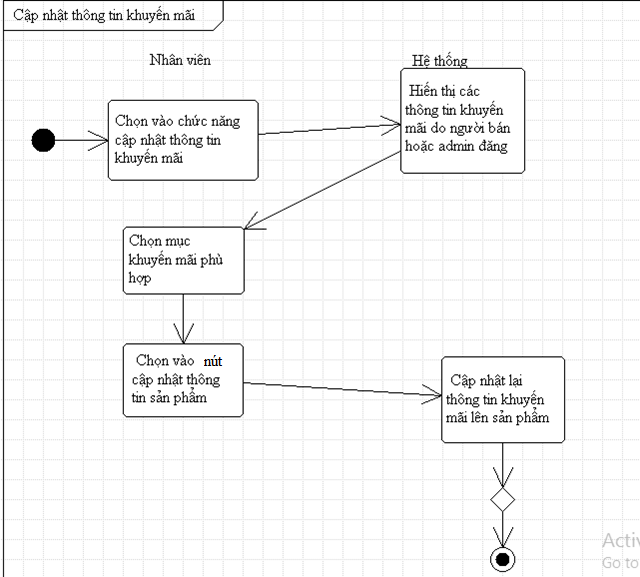 Cập nhật thông tin khuyến mãi
Nhân viên
Hệ thống
Chọn vào chức năng
cập nhật thông tin
khuyến mãi
Hiển thị các
thông tin khuyến
mãi do người bán
hoặc admin đăng
Chọn mục
khuyến mãi phù
hợp
Chọn vào nút
cập nhật thông
tin sản phẩm
Cập nhật lại
thông tin khuyến
mãi lên sản phẩm
Activ
Go to